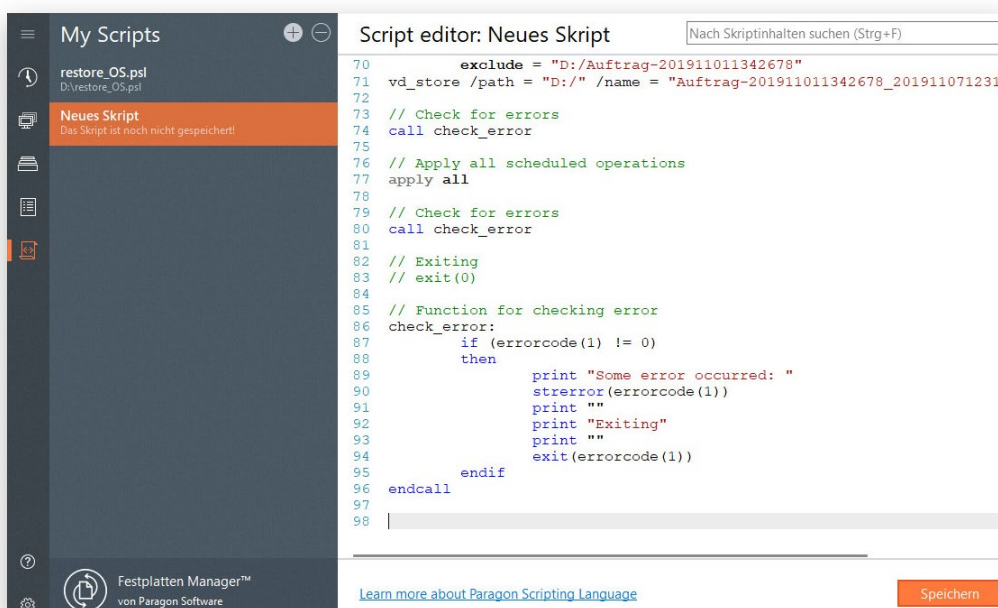 My Scripts
restore_OS.psl
D:\restore_OS.psl
Neues Skript
Das Skript ist noch nicht gespeichert!
Festplatten Manager™
von Paragon Software
Script editor: Neues Skript
Nach Skriptinhalten suchen (Strg+F)
70 exclude = "D:/Auftrag-201911011342678"
71 vd_store /path = "D:/" /name = "Auftrag-201911011342678_201911071231
72
73 // Check for errors
74 call check_error
75
76 // Apply all scheduled operations
77 apply all
78
79 // Check for errors
80 call check_error
81
82 // Exiting
83 // exit(0)
84
85 // Function for checking error
86 check_error:
87 if (errorcode(1) != 0)
88 then
89 print "Some error occurred: "
90 strerror(errorcode(1))
91 print ""
92 print "Exiting"
93 print ""
94 exit(errorcode(1))
95 endif
96 endcall
97
98
Learn more about Paragon Scripting Language
Speichern